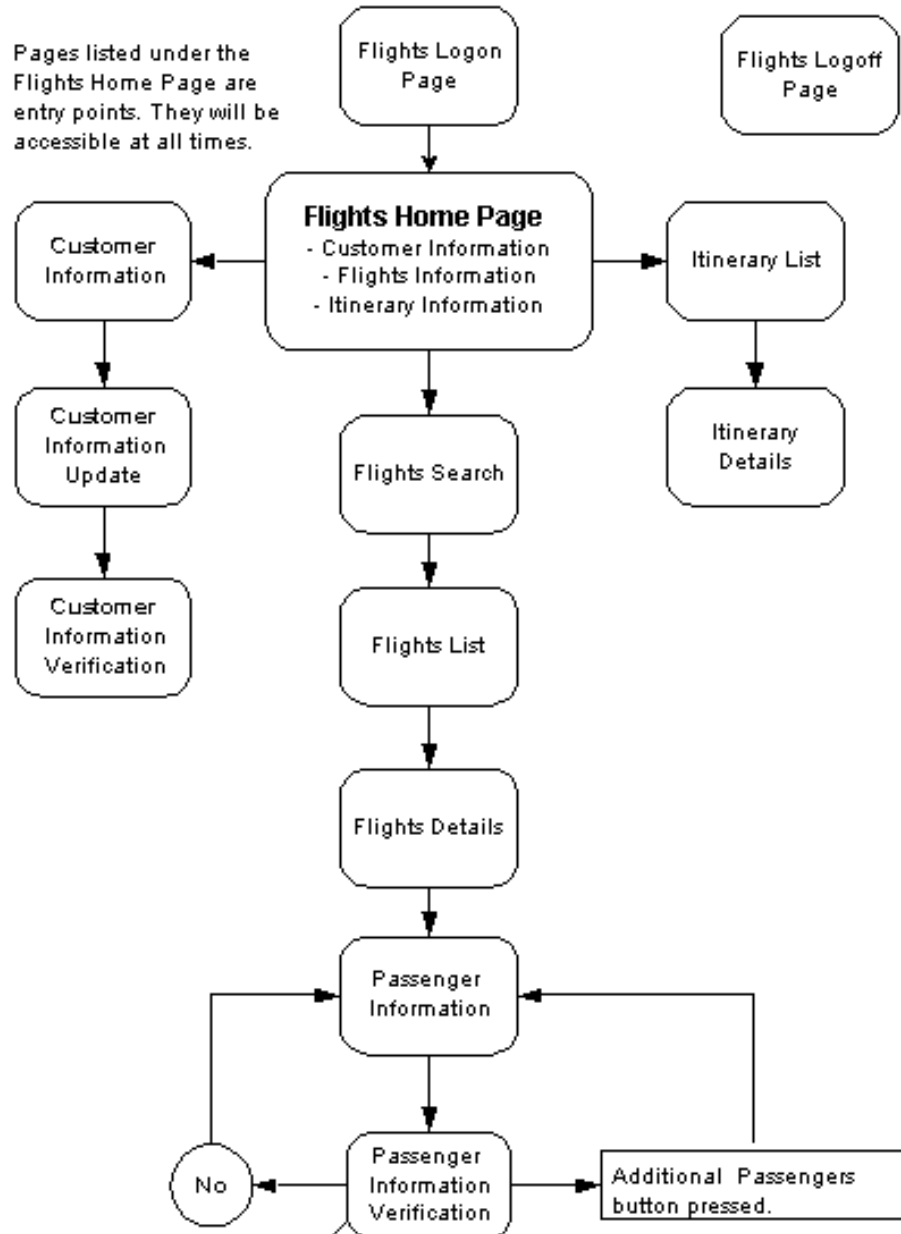 Pages listed under the
Flights Home Page are
entry points. They will be
accessible at all times.
Flights Logon
Page
Flights Logoff
Page
Flights Home Page
- Customer Information
- Flights Information
- Itinerary Information
Customer
Information
Itinerary List
Customer
Information
Update
Itinerary
Details
Flights Search
Customer
Information
Verification
Flights List
Flights Details
Passenger
Information
No
Passenger
Information
Verification
Additional Passengers
button pressed.